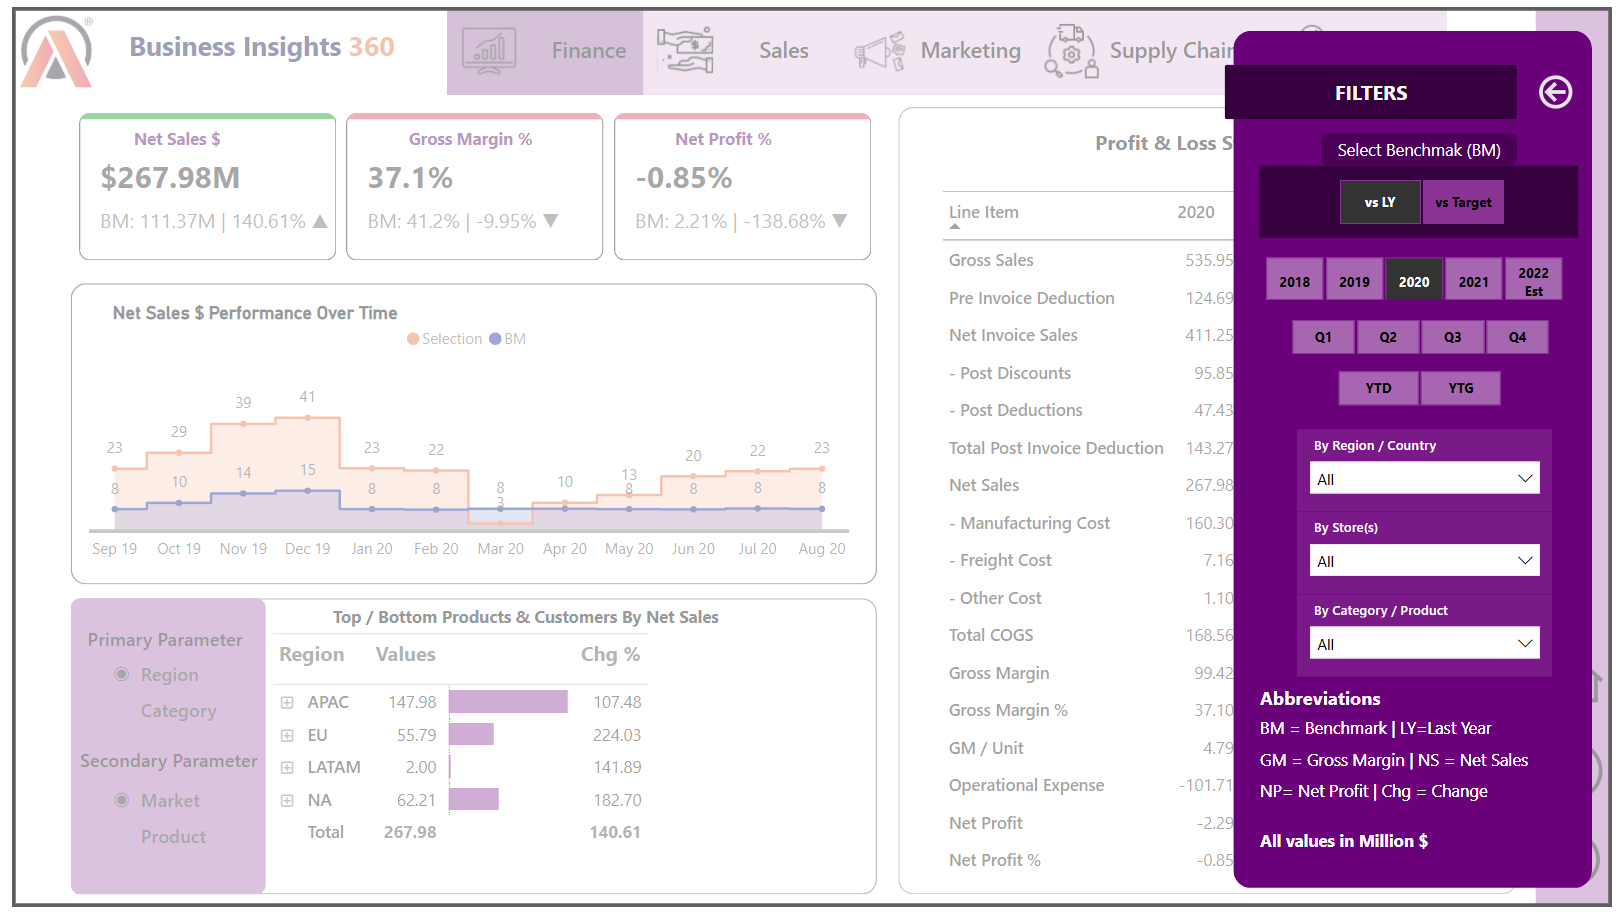 ®
Business Insights 360
Finance
Sales
Marketing
Supply Chain
FILTERS
Select Benchmak (BM)
vs LY
vs Target
2018
2019
2020
2021
2022
Est
Q1
Q2
Q3
Q4
YTD
YTG
By Region / Country
All
By Store(s)
All
By Category / Product
All
Abbreviations
BM = Benchmark | LY=Last Year
GM = Gross Margin | NS = Net Sales
NP= Net Profit | Chg = Change
All values in Million $
Net Sales $
$267.98M
BM: 111.37M | 140.61% ▲
Gross Margin %
37.1%
BM: 41.2% | -9.95% ▼
Net Profit %
-0.85%
BM: 2.21% | -138.68% ▼
Net Sales $ Performance Over Time
Selection BM
23 29 39 41 23 22 3 10 13 20 22 23
8 10 14 15 8 8 8 8 8 8 8
Sep 19 Oct 19 Nov 19 Dec 19 Jan 20 Feb 20 Mar 20 Apr 20 May 20 Jun 20 Jul 20 Aug 20
Primary Parameter
Region
Category
Secondary Parameter
Market
Product
Top / Bottom Products & Customers By Net Sales
Region Values Chg %
APAC 147.98 107.48
EU 55.79 224.03
LATAM 2.00 141.89
NA 62.21 182.70
Total 267.98 140.61
Profit & Loss S
Line Item 2020
Gross Sales 535.95
Pre Invoice Deduction 124.69
Net Invoice Sales 411.25
- Post Discounts 95.85
- Post Deductions 47.43
Total Post Invoice Deduction 143.27
Net Sales 267.98
- Manufacturing Cost 160.30
- Freight Cost 7.16
- Other Cost 1.10
Total COGS 168.56
Gross Margin 99.42
Gross Margin % 37.10
GM / Unit 4.79
Operational Expense -101.71
Net Profit -2.29
Net Profit % -0.85